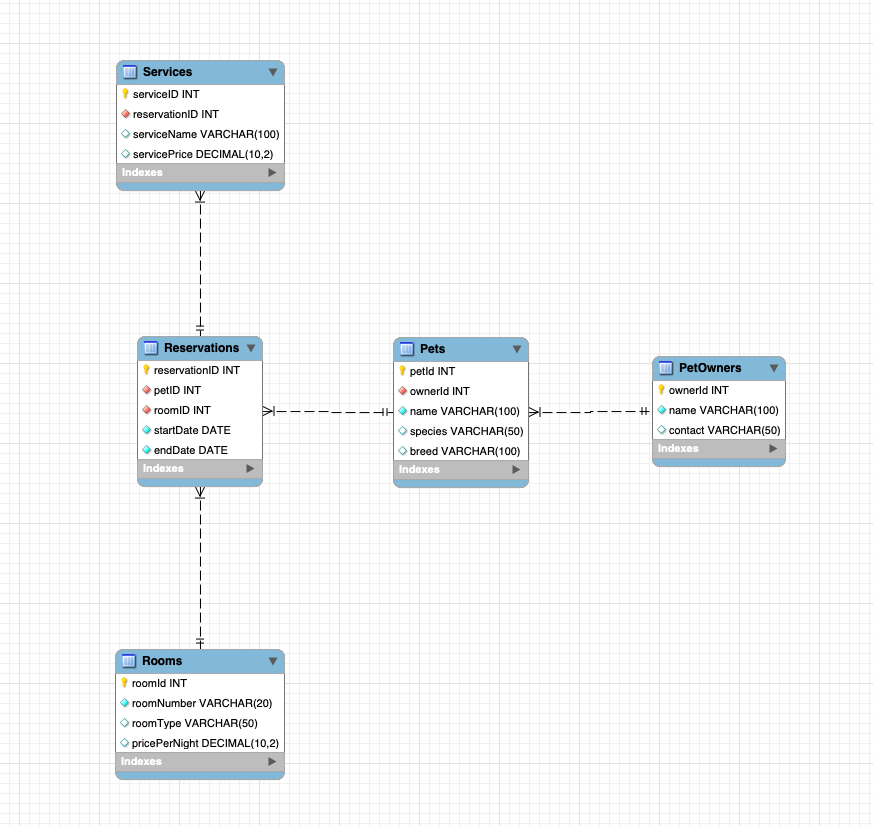 Services
serviceID INT
reservationID INT
serviceName VARCHAR(100)
servicePrice DECIMAL(10,2)
Indexes
Reservations
reservationID INT
petID INT
roomID INT
startDate DATE
endDate DATE
Indexes
Pets
petId INT
ownerId INT
name VARCHAR(100)
species VARCHAR(50)
breed VARCHAR(100)
Indexes
PetOwners
ownerId INT
name VARCHAR(100)
contact VARCHAR(50)
Indexes
Rooms
roomId INT
roomNumber VARCHAR(20)
roomType VARCHAR(50)
pricePerNight DECIMAL(10,2)
Indexes